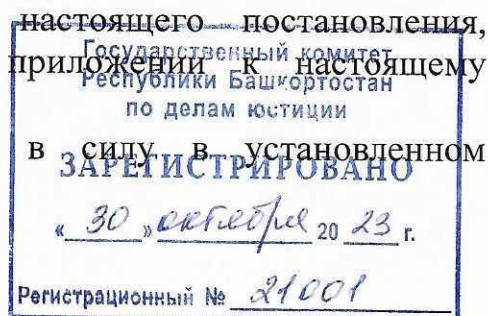 настоящего постановления,
Государственный комитет
приложении к настоящему
Республики Башкортостан
по делам юстиции
в силу в установленном
ЗАРЕГИСТРИРОВАНО
« 30 » октября 20 23 г.
Регистрационный № 21001